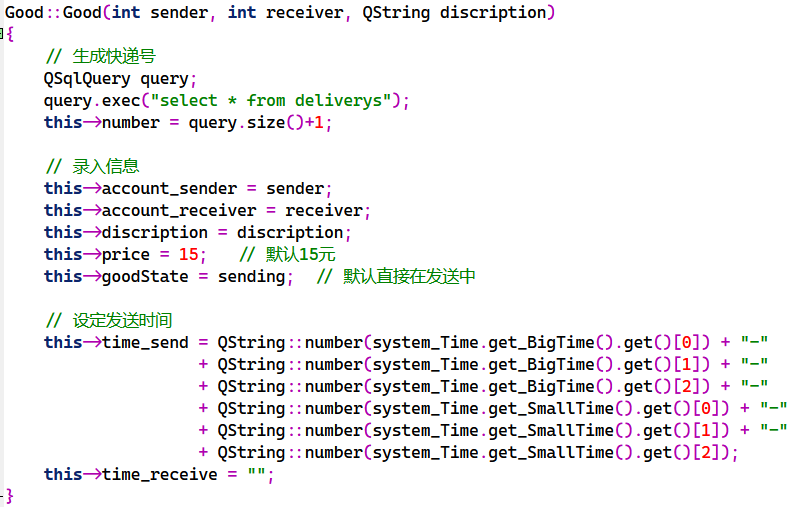 Good::Good(int sender, int receiver, QString discription)
{
    // 生成快递号
    QSqlQuery query;
    query.exec("select * from deliverys");
    this->number = query.size()+1;

    // 录入信息
    this->account_sender = sender;
    this->account_receiver = receiver;
    this->discription = discription;
    this->price = 15;   // 默认15元
    this->goodState = sending;  // 默认直接在发送中

    // 设定发送时间
    this->time_send = QString::number(system_Time.get_BigTime().get()[0]) + "-"
                    + QString::number(system_Time.get_BigTime().get()[1]) + "-"
                    + QString::number(system_Time.get_BigTime().get()[2]) + "-"
                    + QString::number(system_Time.get_SmallTime().get()[0]) + "-"
                    + QString::number(system_Time.get_SmallTime().get()[1]) + "-"
                    + QString::number(system_Time.get_SmallTime().get()[2]);
    this->time_receive = "";
}